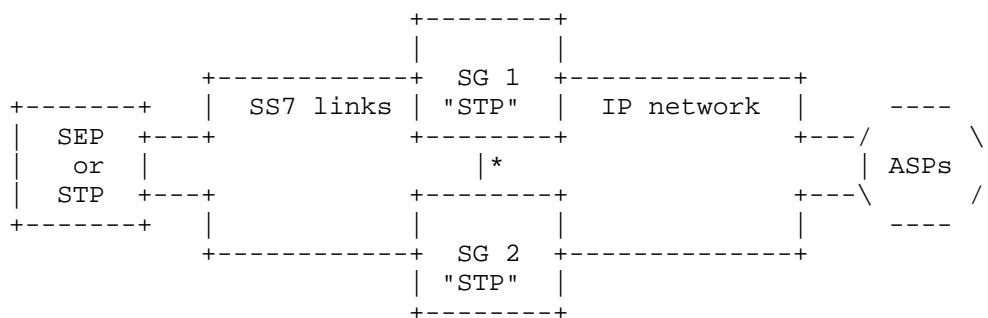 SG 1
SS7 links "STP" IP network
SEP
or * ASPs
STP
SG 2
"STP"